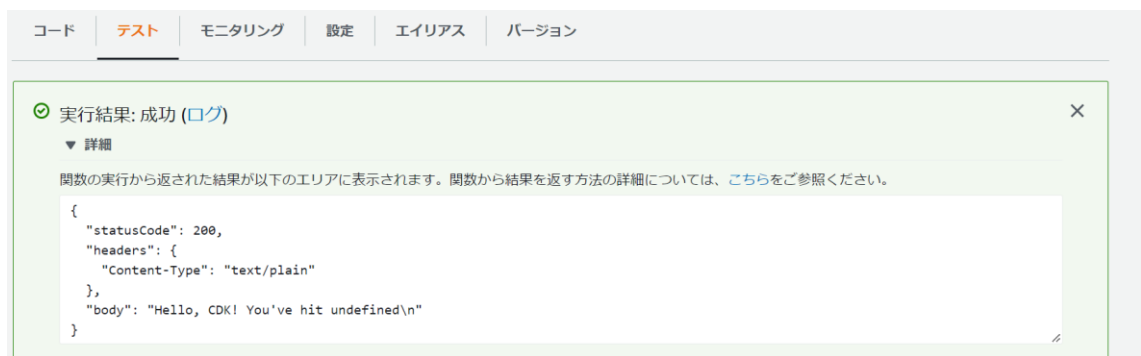 コード テスト モニタリング 設定 エイリアス バージョン
実行結果: 成功 (ログ)
▼ 詳細
関数の実行から返された結果が以下のエリアに表示されます。関数から結果を返す方法の詳細については、こちらをご参照ください。
{
  "statusCode": 200,
  "headers": {
    "Content-Type": "text/plain"
  },
  "body": "Hello, CDK! You've hit undefined\n"
}